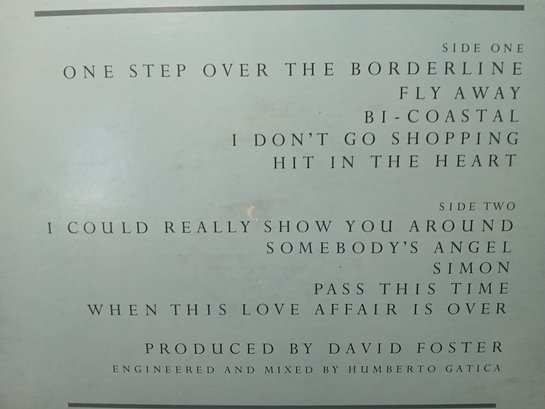 SIDE ONE
ONE STEP OVER THE BORDERLINE
FLY AWAY
BI-COASTAL
I DON'T GO SHOPPING
HIT IN THE HEART
SIDE TWO
I COULD REALLY SHOW YOU AROUND
SOMEBODY'S ANGEL
SIMON
PASS THIS TIME
WHEN THIS LOVE AFFAIR IS OVER
PRODUCED BY DAVID FOSTER
ENGINEERED AND MIXED BY HUMBERTO GATICA